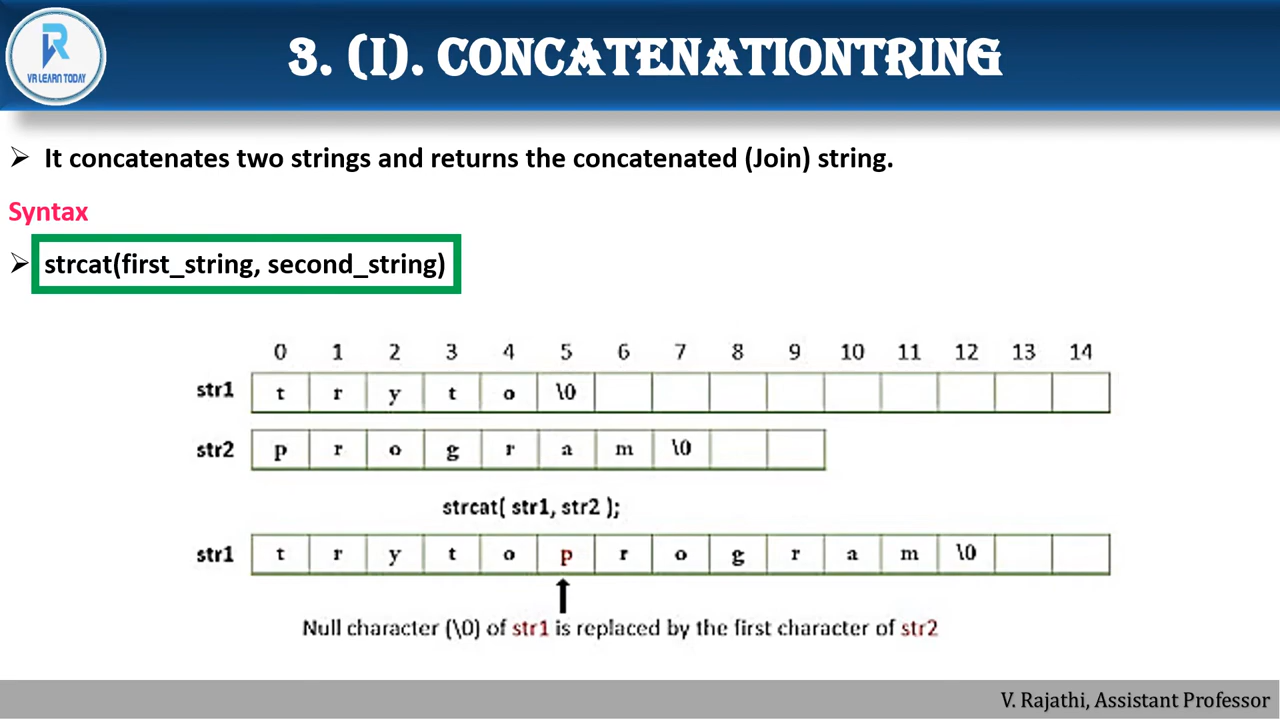 VR LEARN TODAY
3. (I). CONCATENATIONTRING
➢ It concatenates two strings and returns the concatenated (Join) string.
Syntax
➢ strcat(first_string, second_string)
0 1 2 3 4 5 6 7 8 9 10 11 12 13 14
str1 t r y t o \0
str2 p r o g r a m \0
strcat( str1, str2 );
str1 t r y t o p r o g r a m \0
Null character (\0) of str1 is replaced by the first character of str2
V. Rajathi, Assistant Professor